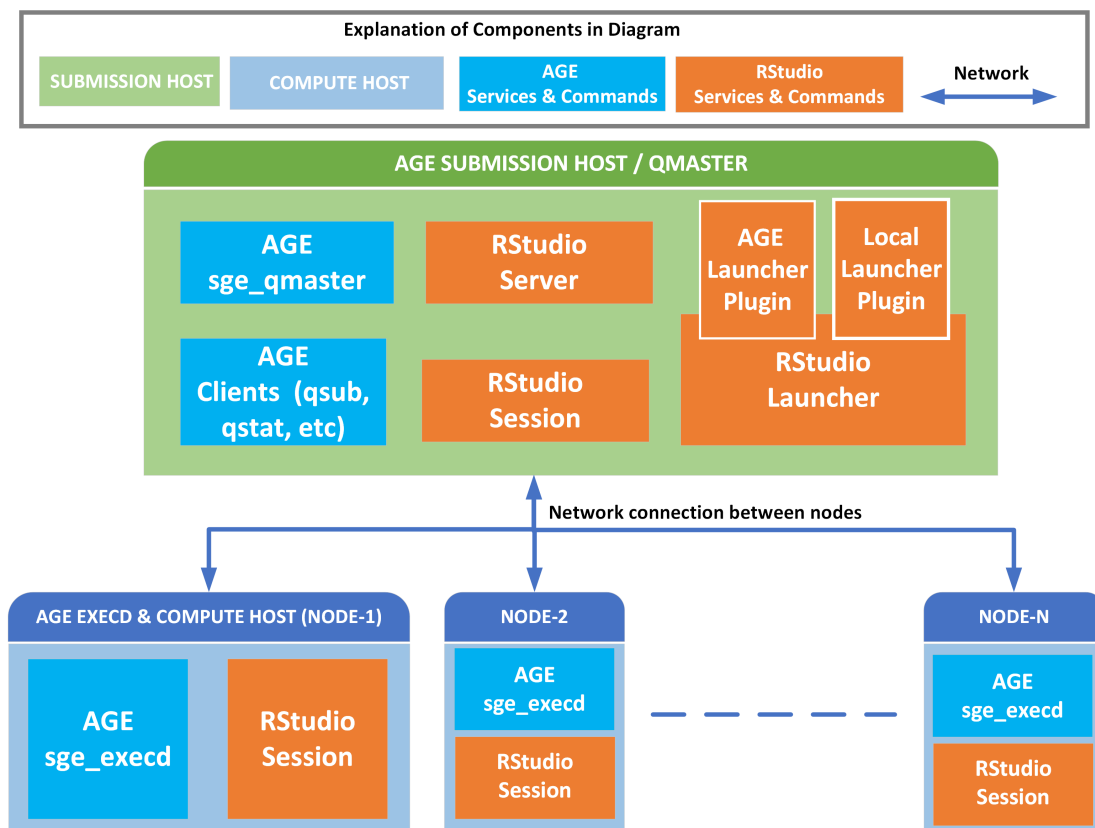 Explanation of Components in Diagram
SUBMISSION HOST
COMPUTE HOST
AGE
Services & Commands
RStudio
Services & Commands
Network
AGE SUBMISSION HOST / QMASTER
AGE
sge_qmaster
RStudio
Server
AGE
Launcher
Plugin
Local
Launcher
Plugin
AGE
Clients (qsub,
qstat, etc)
RStudio
Session
RStudio
Launcher
Network connection between nodes
AGE EXECD & COMPUTE HOST (NODE-1)
AGE
sge_execd
RStudio
Session
NODE-2
AGE
sge_execd
RStudio
Session
NODE-N
AGE
sge_execd
RStudio
Session